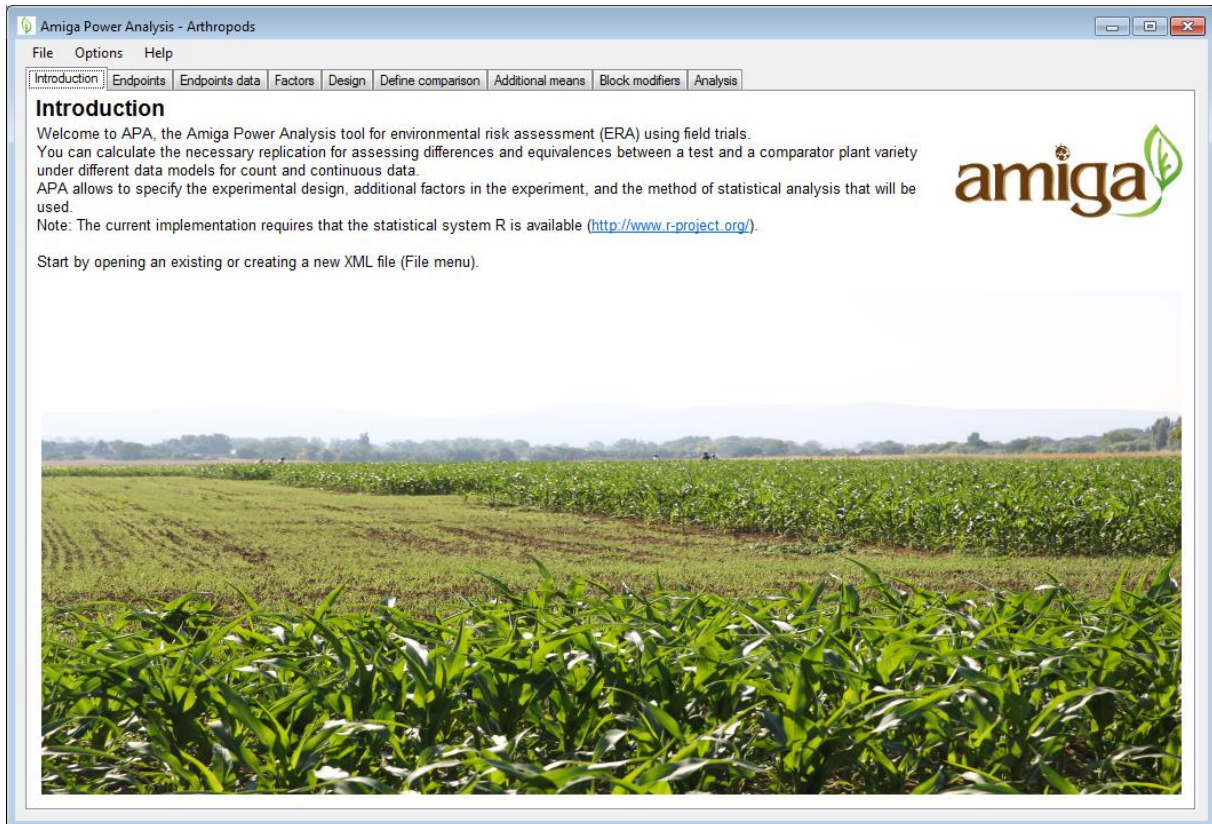 Amiga Power Analysis - Arthropods
File Options Help
Introduction Endpoints Endpoints data Factors Design Define comparison Additional means Block modifiers Analysis
Introduction
Welcome to APA, the Amiga Power Analysis tool for environmental risk assessment (ERA) using field trials.
You can calculate the necessary replication for assessing differences and equivalences between a test and a comparator plant variety
under different data models for count and continuous data.
APA allows to specify the experimental design, additional factors in the experiment, and the method of statistical analysis that will be
used.
Note: The current implementation requires that the statistical system R is available (http://www.r-project.org/).
Start by opening an existing or creating a new XML file (File menu).
amiga